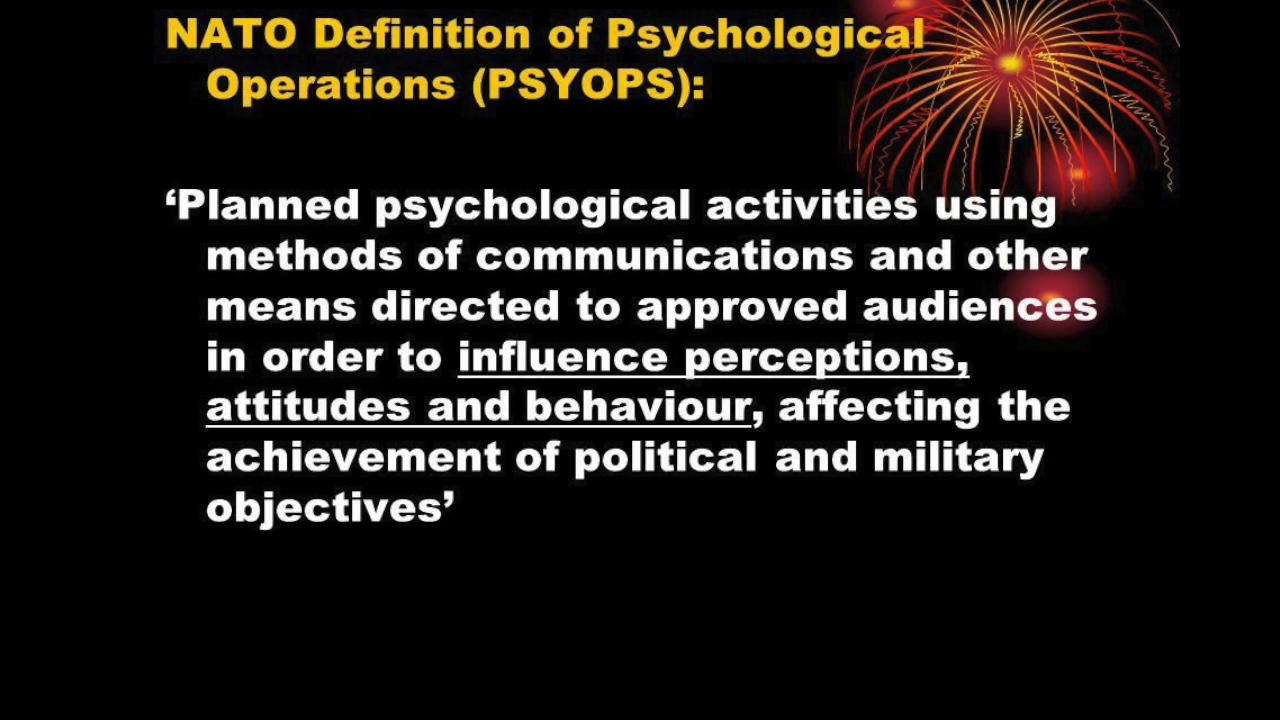 NATO Definition of Psychological
Operations (PSYOPS):
‘Planned psychological activities using
methods of communications and other
means directed to approved audiences
in order to influence perceptions,
attitudes and behaviour, affecting the
achievement of political and military
objectives’